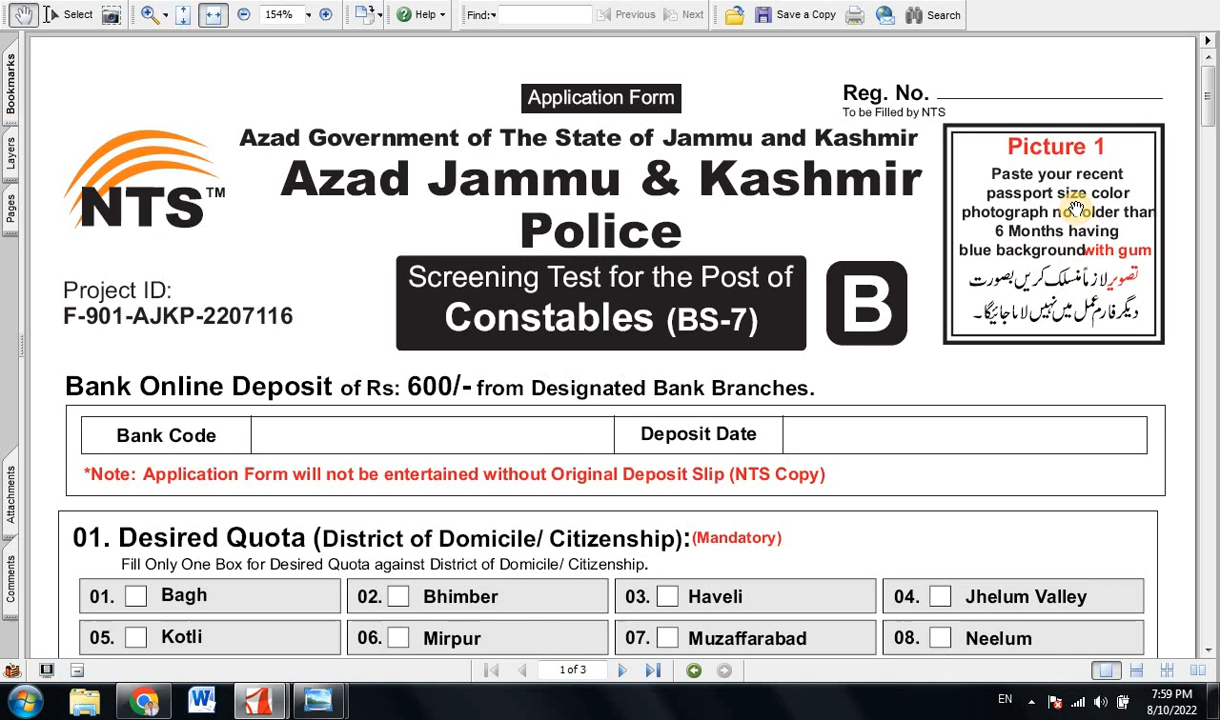 Select
154%
Help
Find:
Previous
Next
Save a Copy
Search
Bookmarks
Layers
Pages
Attachments
Comments
Application Form
Reg. No.
To be Filled by NTS
NTS TM
Azad Government of The State of Jammu and Kashmir
Azad Jammu & Kashmir
Police
Project ID:
F-901-AJKP-2207116
Screening Test for the Post of
Constables (BS-7)
B
Picture 1
Paste your recent
passport size color
photograph not older than
6 Months having
blue background with gum
تصویر لازماً منسلک کریں بصورت
دیگر فارم عمل میں نہیں لایا جائیگا۔
Bank Online Deposit of Rs: 600/- from Designated Bank Branches.
Bank Code
Deposit Date
*Note: Application Form will not be entertained without Original Deposit Slip (NTS Copy)
01. Desired Quota (District of Domicile/ Citizenship):(Mandatory)
Fill Only One Box for Desired Quota against District of Domicile/ Citizenship.
01. Bagh
02. Bhimber
03. Haveli
04. Jhelum Valley
05. Kotli
06. Mirpur
07. Muzaffarabad
08. Neelum
1 of 3
EN
7:59 PM
8/10/2022